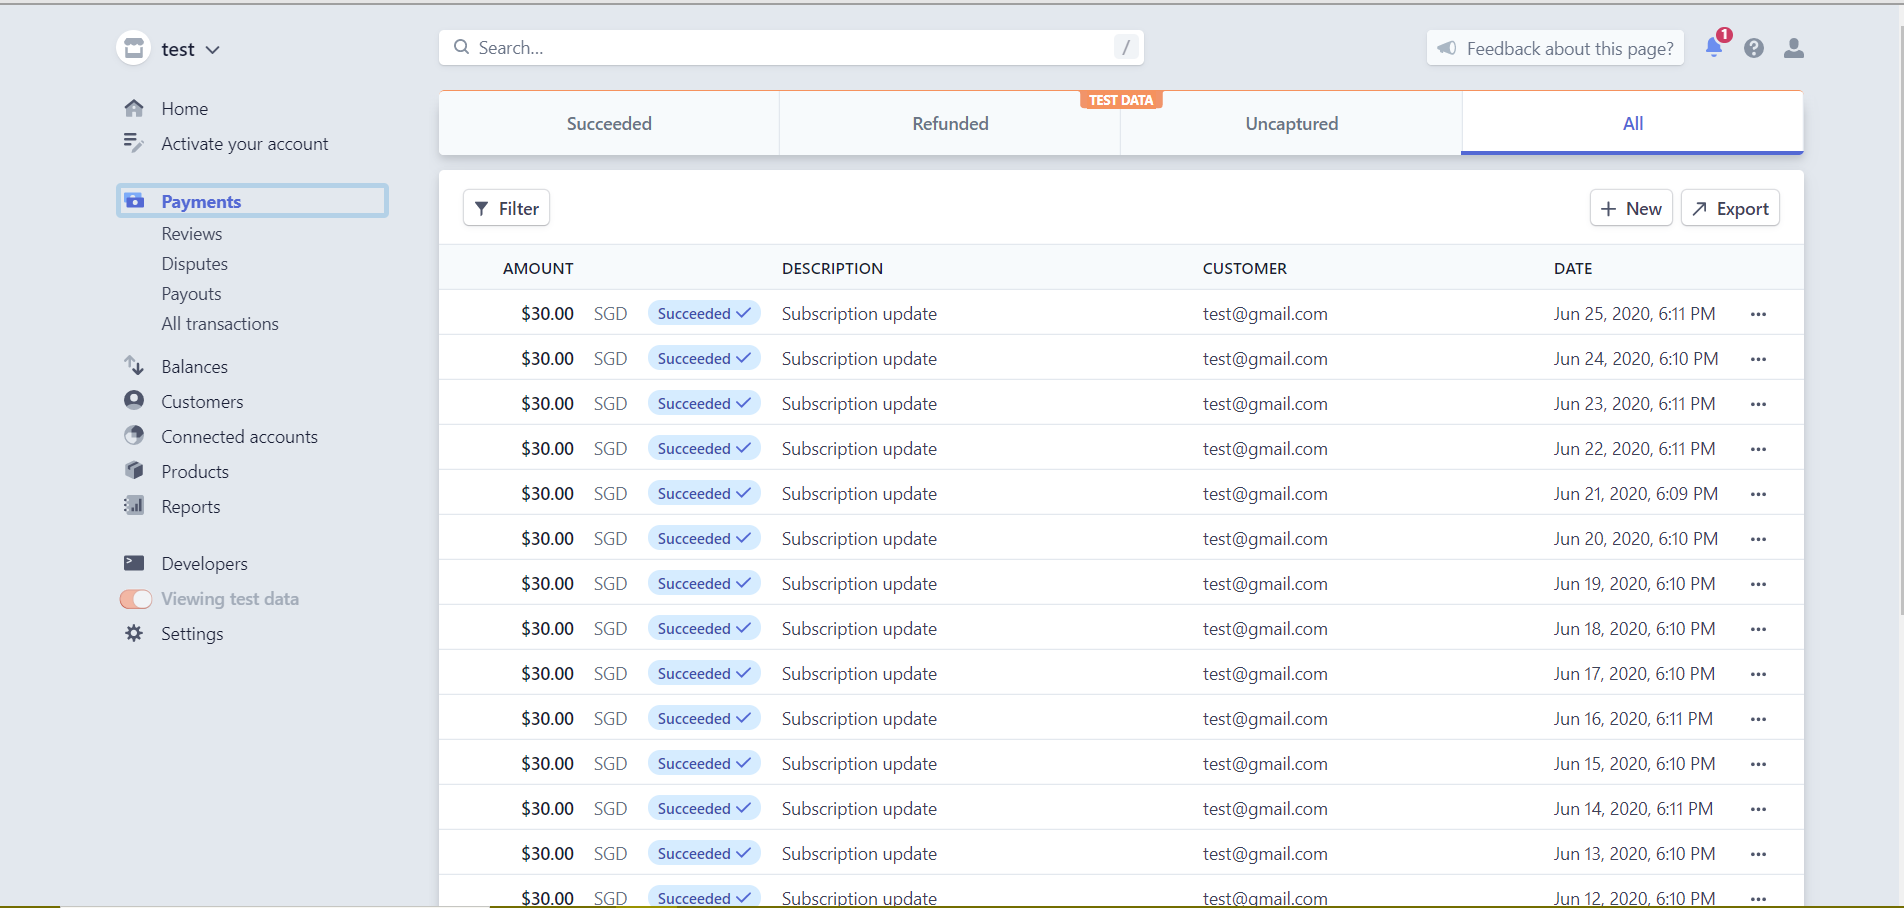 test
Search...
/
Feedback about this page?
1
Home
Activate your account
Payments
Reviews
Disputes
Payouts
All transactions
Balances
Customers
Connected accounts
Products
Reports
Developers
Viewing test data
Settings
TEST DATA
Succeeded Refunded Uncaptured All
Filter
New Export
AMOUNT DESCRIPTION CUSTOMER DATE
$30.00 SGD Succeeded Subscription update test@gmail.com Jun 25, 2020, 6:11 PM
$30.00 SGD Succeeded Subscription update test@gmail.com Jun 24, 2020, 6:10 PM
$30.00 SGD Succeeded Subscription update test@gmail.com Jun 23, 2020, 6:11 PM
$30.00 SGD Succeeded Subscription update test@gmail.com Jun 22, 2020, 6:11 PM
$30.00 SGD Succeeded Subscription update test@gmail.com Jun 21, 2020, 6:09 PM
$30.00 SGD Succeeded Subscription update test@gmail.com Jun 20, 2020, 6:10 PM
$30.00 SGD Succeeded Subscription update test@gmail.com Jun 19, 2020, 6:10 PM
$30.00 SGD Succeeded Subscription update test@gmail.com Jun 18, 2020, 6:10 PM
$30.00 SGD Succeeded Subscription update test@gmail.com Jun 17, 2020, 6:10 PM
$30.00 SGD Succeeded Subscription update test@gmail.com Jun 16, 2020, 6:11 PM
$30.00 SGD Succeeded Subscription update test@gmail.com Jun 15, 2020, 6:10 PM
$30.00 SGD Succeeded Subscription update test@gmail.com Jun 14, 2020, 6:11 PM
$30.00 SGD Succeeded Subscription update test@gmail.com Jun 13, 2020, 6:10 PM
$30.00 SGD Succeeded Subscription update test@gmail.com Jun 12, 2020, 6:10 PM